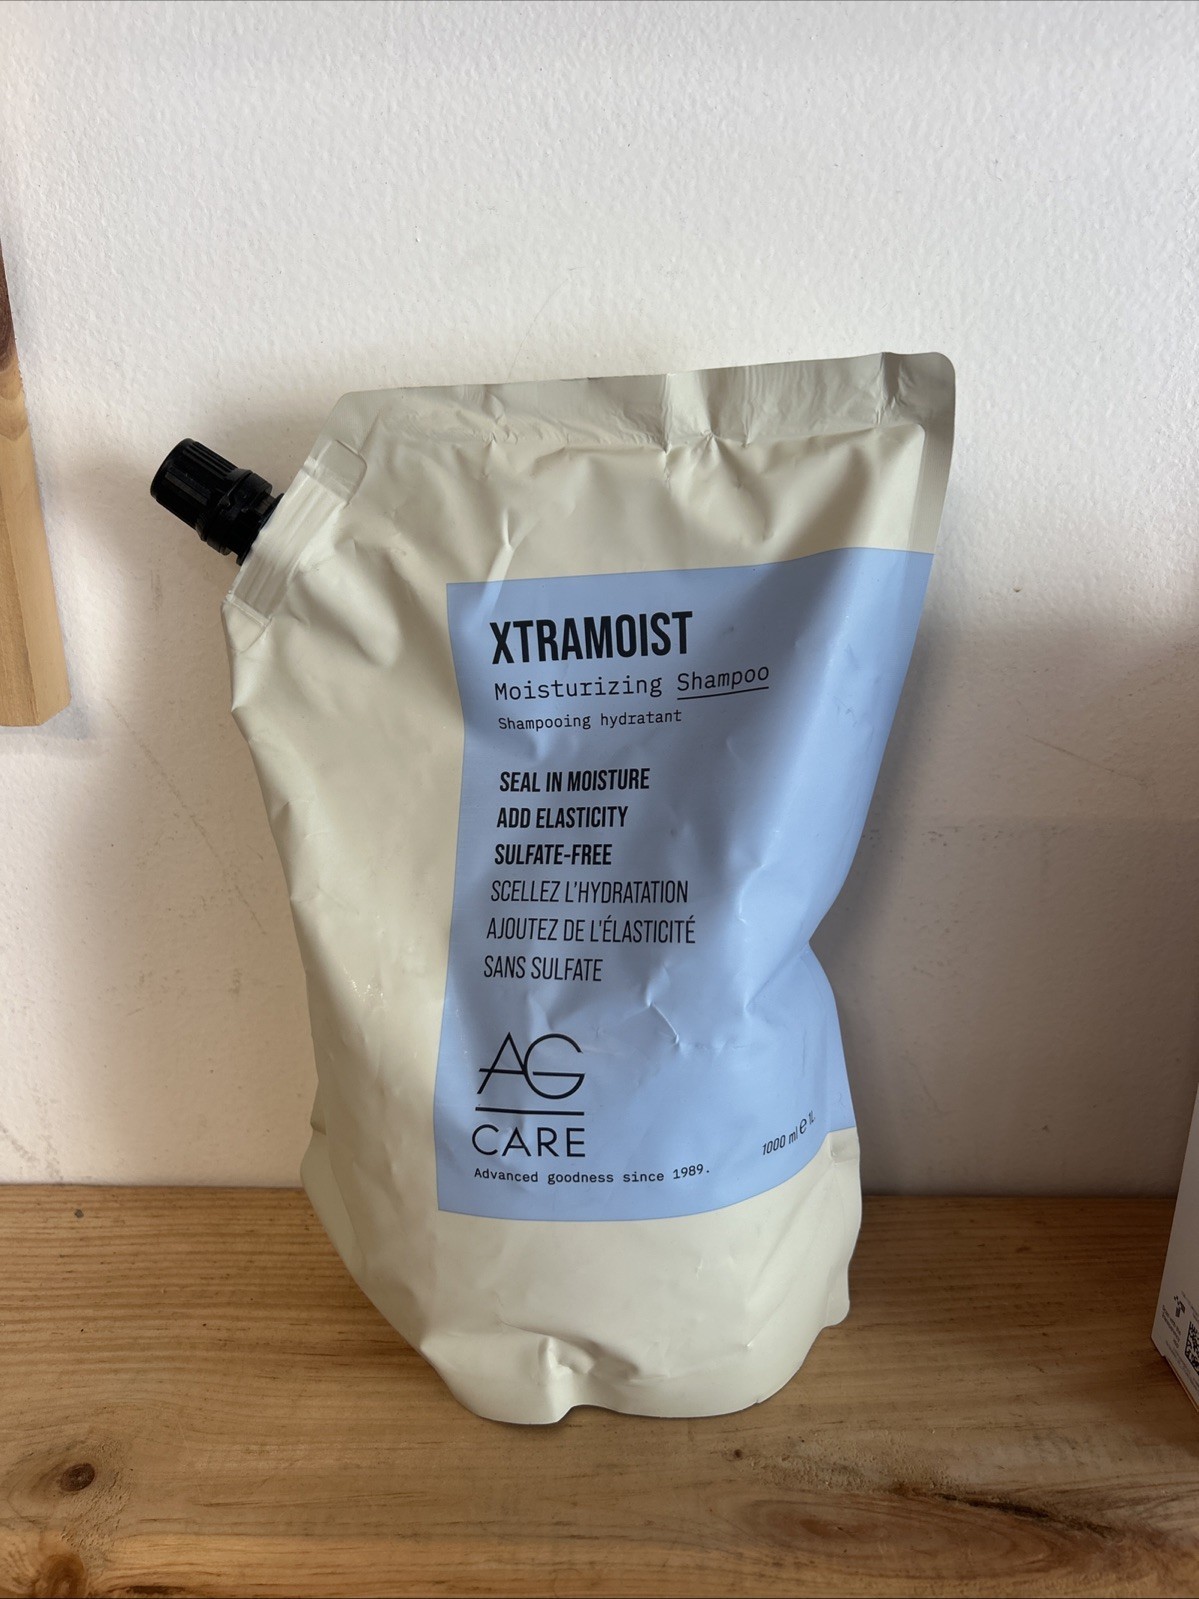 XTRAMOIST
Moisturizing Shampoo
Shampooing hydratant
SEAL IN MOISTURE
ADD ELASTICITY
SULFATE-FREE
SCELLEZ L'HYDRATATION
AJOUTEZ DE L'ÉLASTICITÉ
SANS SULFATE
AG
CARE
Advanced goodness since 1989.
1000 ml e 1L